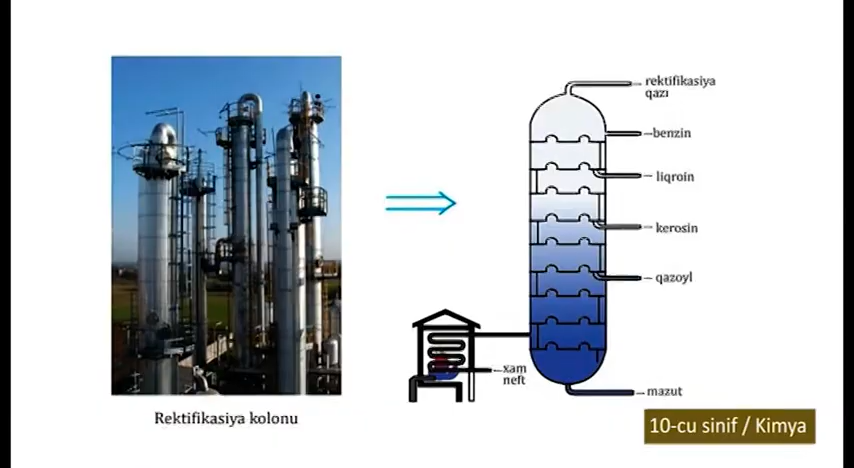 rektifikasiya
qazı
benzin
liqroin
kerosin
qazoyl
xam
neft
mazut
Rektifikasiya kolonu
10-cu sinif / Kimya